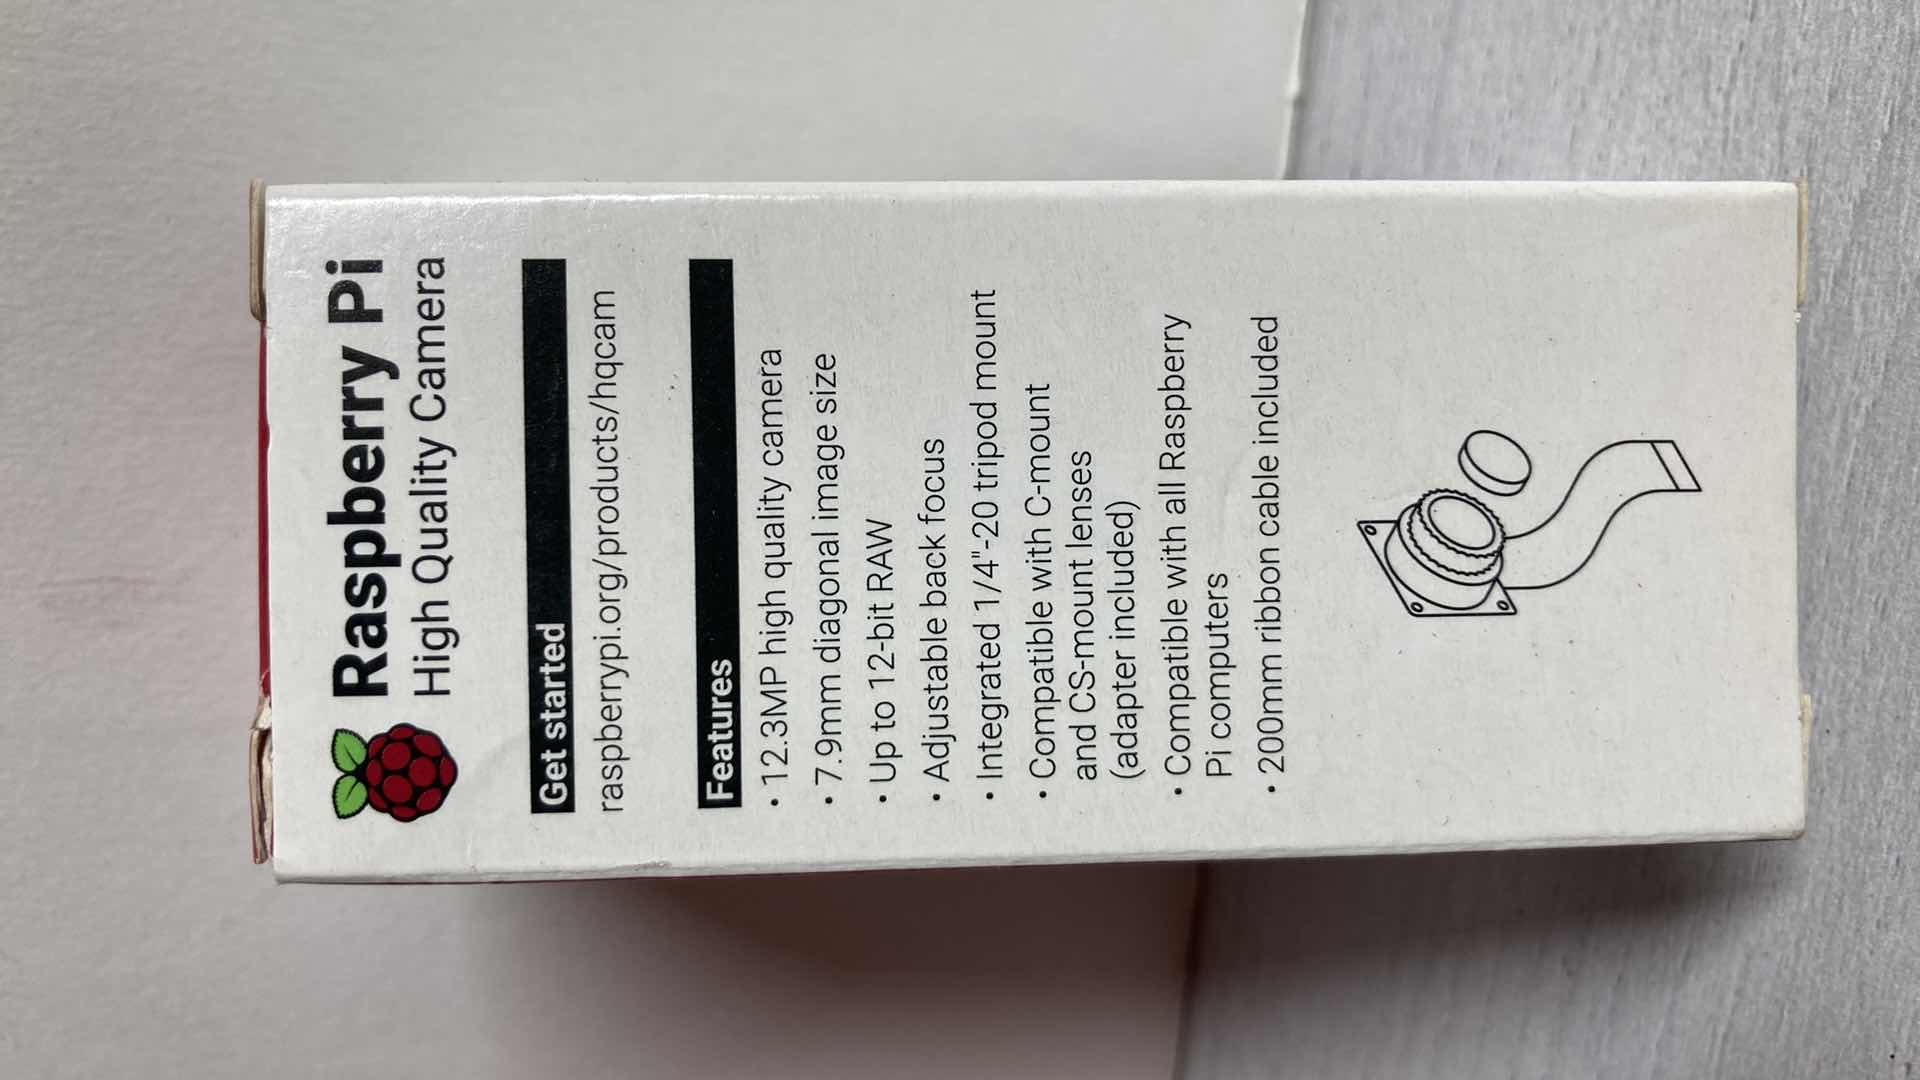 Raspberry Pi
High Quality Camera
Get started
raspberrypi.org/products/hqcam
Features
• 12.3MP high quality camera
• 7.9mm diagonal image size
• Up to 12-bit RAW
• Adjustable back focus
• Integrated 1/4"-20 tripod mount
• Compatible with C-mount
and CS-mount lenses
(adapter included)
• Compatible with all Raspberry
Pi computers
• 200mm ribbon cable included